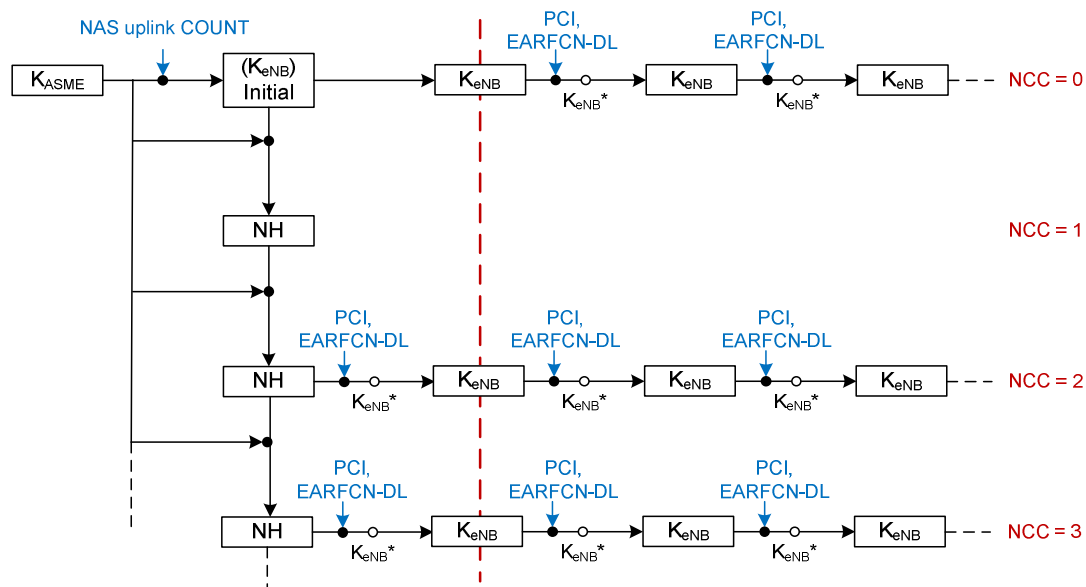 NAS uplink COUNT
PCI,
EARFCN-DL
PCI,
EARFCN-DL
KASME
(KeNB)
Initial
KeNB
KeNB*
KeNB
KeNB*
KeNB
NCC = 0
NH
NCC = 1
PCI,
EARFCN-DL
PCI,
EARFCN-DL
PCI,
EARFCN-DL
NH
KeNB*
KeNB
KeNB*
KeNB
KeNB*
KeNB
NCC = 2
PCI,
EARFCN-DL
PCI,
EARFCN-DL
PCI,
EARFCN-DL
NH
KeNB*
KeNB
KeNB*
KeNB
KeNB*
KeNB
NCC = 3